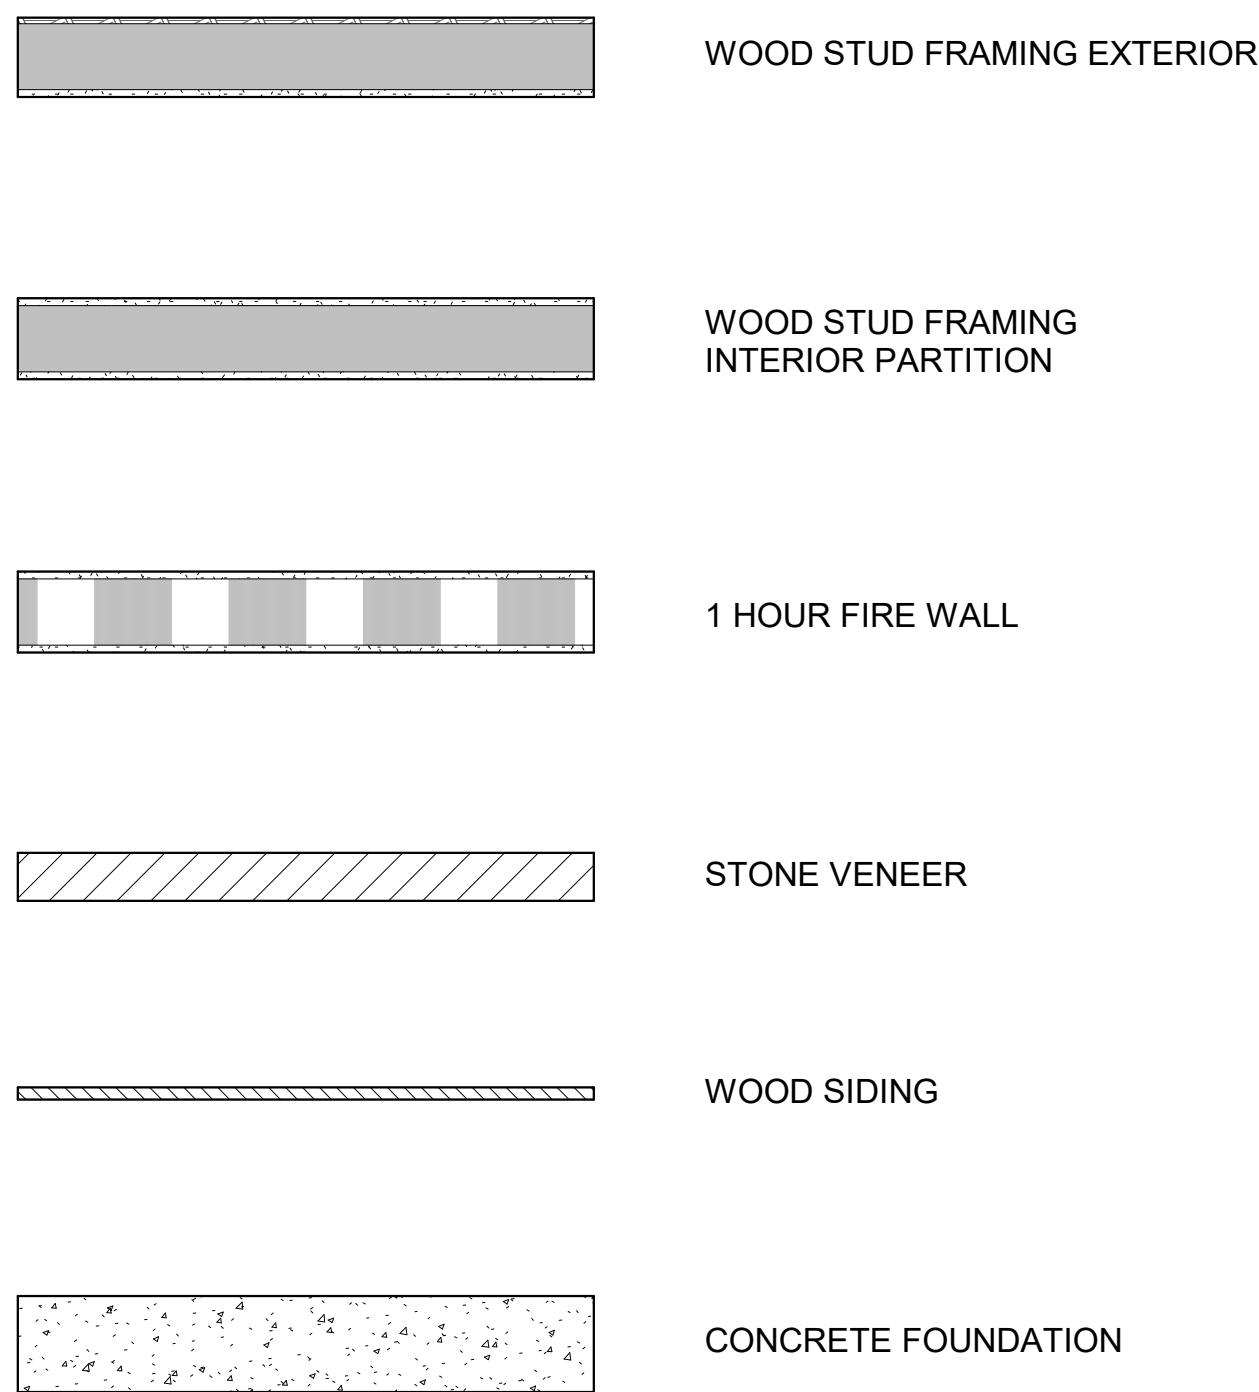 WOOD STUD FRAMING EXTERIOR
WOOD STUD FRAMING
INTERIOR PARTITION
1 HOUR FIRE WALL
STONE VENEER
WOOD SIDING
CONCRETE FOUNDATION